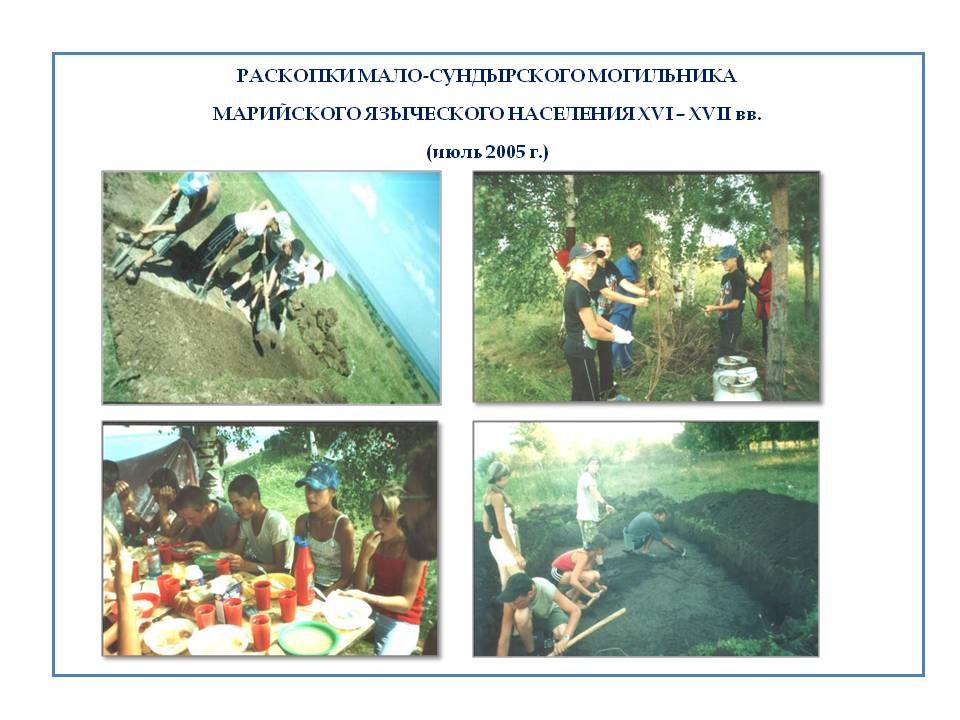 РАСКОПКИ МАЛО-СУНДЫРСКОГО МОГИЛЬНИКА
МАРИЙСКОГО ЯЗЫЧЕСКОГО НАСЕЛЕНИЯ XVI – XVII вв.
(июль 2005 г.)